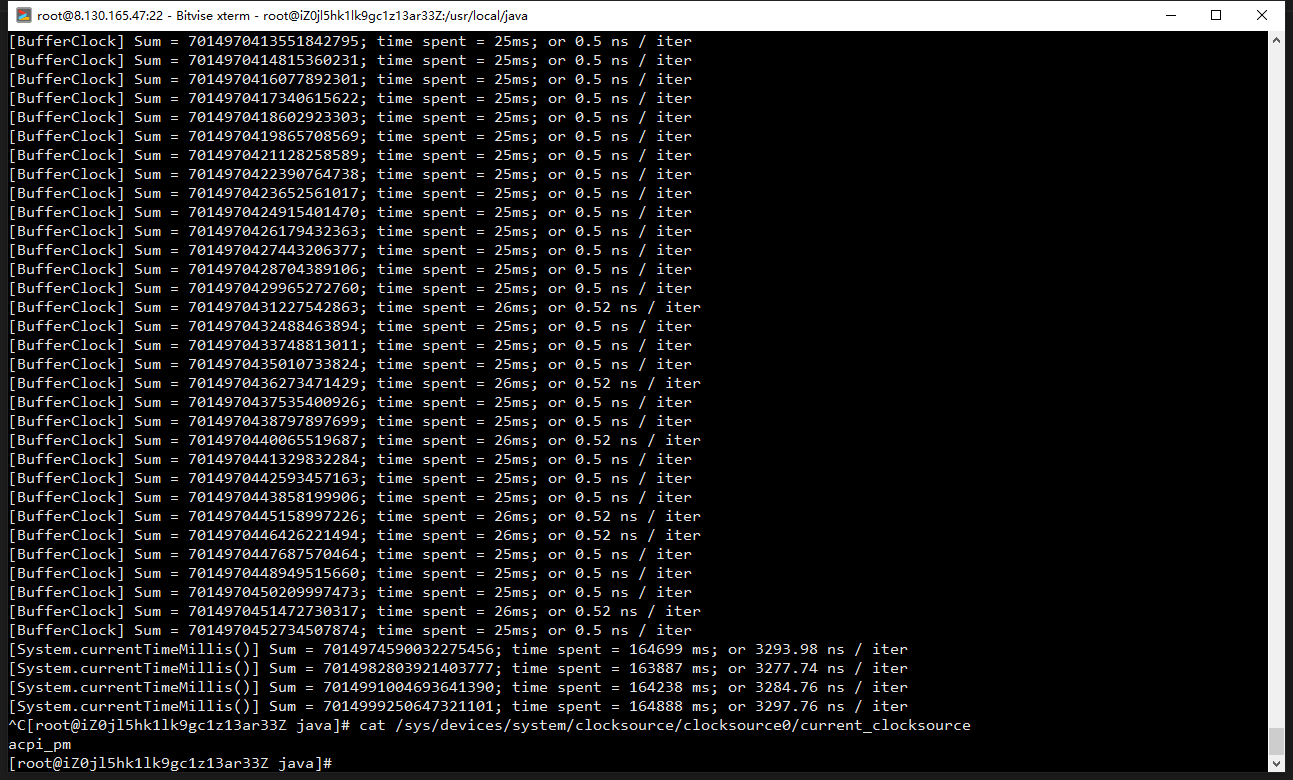 root@8.130.165.47:22 - Bitvise xterm - root@iZ0jl5hk1lk9gc1z13ar33Z:/usr/local/java
[BufferClock] Sum = 7014970413551842795; time spent = 25ms; or 0.5 ns / iter
[BufferClock] Sum = 7014970414815360231; time spent = 25ms; or 0.5 ns / iter
[BufferClock] Sum = 7014970416077892301; time spent = 25ms; or 0.5 ns / iter
[BufferClock] Sum = 7014970417340615622; time spent = 25ms; or 0.5 ns / iter
[BufferClock] Sum = 7014970418602923303; time spent = 25ms; or 0.5 ns / iter
[BufferClock] Sum = 7014970419865708569; time spent = 25ms; or 0.5 ns / iter
[BufferClock] Sum = 7014970421128258589; time spent = 25ms; or 0.5 ns / iter
[BufferClock] Sum = 7014970422390764738; time spent = 25ms; or 0.5 ns / iter
[BufferClock] Sum = 7014970423652561017; time spent = 25ms; or 0.5 ns / iter
[BufferClock] Sum = 7014970424915401470; time spent = 25ms; or 0.5 ns / iter
[BufferClock] Sum = 7014970426179432363; time spent = 25ms; or 0.5 ns / iter
[BufferClock] Sum = 7014970427443206377; time spent = 25ms; or 0.5 ns / iter
[BufferClock] Sum = 7014970428704389106; time spent = 25ms; or 0.5 ns / iter
[BufferClock] Sum = 7014970429965272760; time spent = 25ms; or 0.5 ns / iter
[BufferClock] Sum = 7014970431227542863; time spent = 26ms; or 0.52 ns / iter
[BufferClock] Sum = 7014970432488463894; time spent = 25ms; or 0.5 ns / iter
[BufferClock] Sum = 7014970433748813011; time spent = 25ms; or 0.5 ns / iter
[BufferClock] Sum = 7014970435010733824; time spent = 25ms; or 0.5 ns / iter
[BufferClock] Sum = 7014970436273471429; time spent = 26ms; or 0.52 ns / iter
[BufferClock] Sum = 7014970437535400926; time spent = 25ms; or 0.5 ns / iter
[BufferClock] Sum = 7014970438797897699; time spent = 25ms; or 0.5 ns / iter
[BufferClock] Sum = 7014970440065519687; time spent = 26ms; or 0.52 ns / iter
[BufferClock] Sum = 7014970441329832284; time spent = 25ms; or 0.5 ns / iter
[BufferClock] Sum = 7014970442593457163; time spent = 25ms; or 0.5 ns / iter
[BufferClock] Sum = 7014970443858199906; time spent = 25ms; or 0.5 ns / iter
[BufferClock] Sum = 7014970445158997226; time spent = 26ms; or 0.52 ns / iter
[BufferClock] Sum = 7014970446426221494; time spent = 26ms; or 0.52 ns / iter
[BufferClock] Sum = 7014970447687570464; time spent = 25ms; or 0.5 ns / iter
[BufferClock] Sum = 7014970448949515660; time spent = 25ms; or 0.5 ns / iter
[BufferClock] Sum = 7014970450209997473; time spent = 25ms; or 0.5 ns / iter
[BufferClock] Sum = 7014970451472730317; time spent = 26ms; or 0.52 ns / iter
[BufferClock] Sum = 7014970452734507874; time spent = 25ms; or 0.5 ns / iter
[System.currentTimeMillis()] Sum = 7014974590032275456; time spent = 164699 ms; or 3293.98 ns / iter
[System.currentTimeMillis()] Sum = 7014982803921403777; time spent = 163887 ms; or 3277.74 ns / iter
[System.currentTimeMillis()] Sum = 7014991004693641390; time spent = 164238 ms; or 3284.76 ns / iter
[System.currentTimeMillis()] Sum = 7014999250647321101; time spent = 164888 ms; or 3297.76 ns / iter
^C[root@iZ0jl5hk1lk9gc1z13ar33Z java]# cat /sys/devices/system/clocksource/clocksource0/current_clocksource
acpi_pm
[root@iZ0jl5hk1lk9gc1z13ar33Z java]#